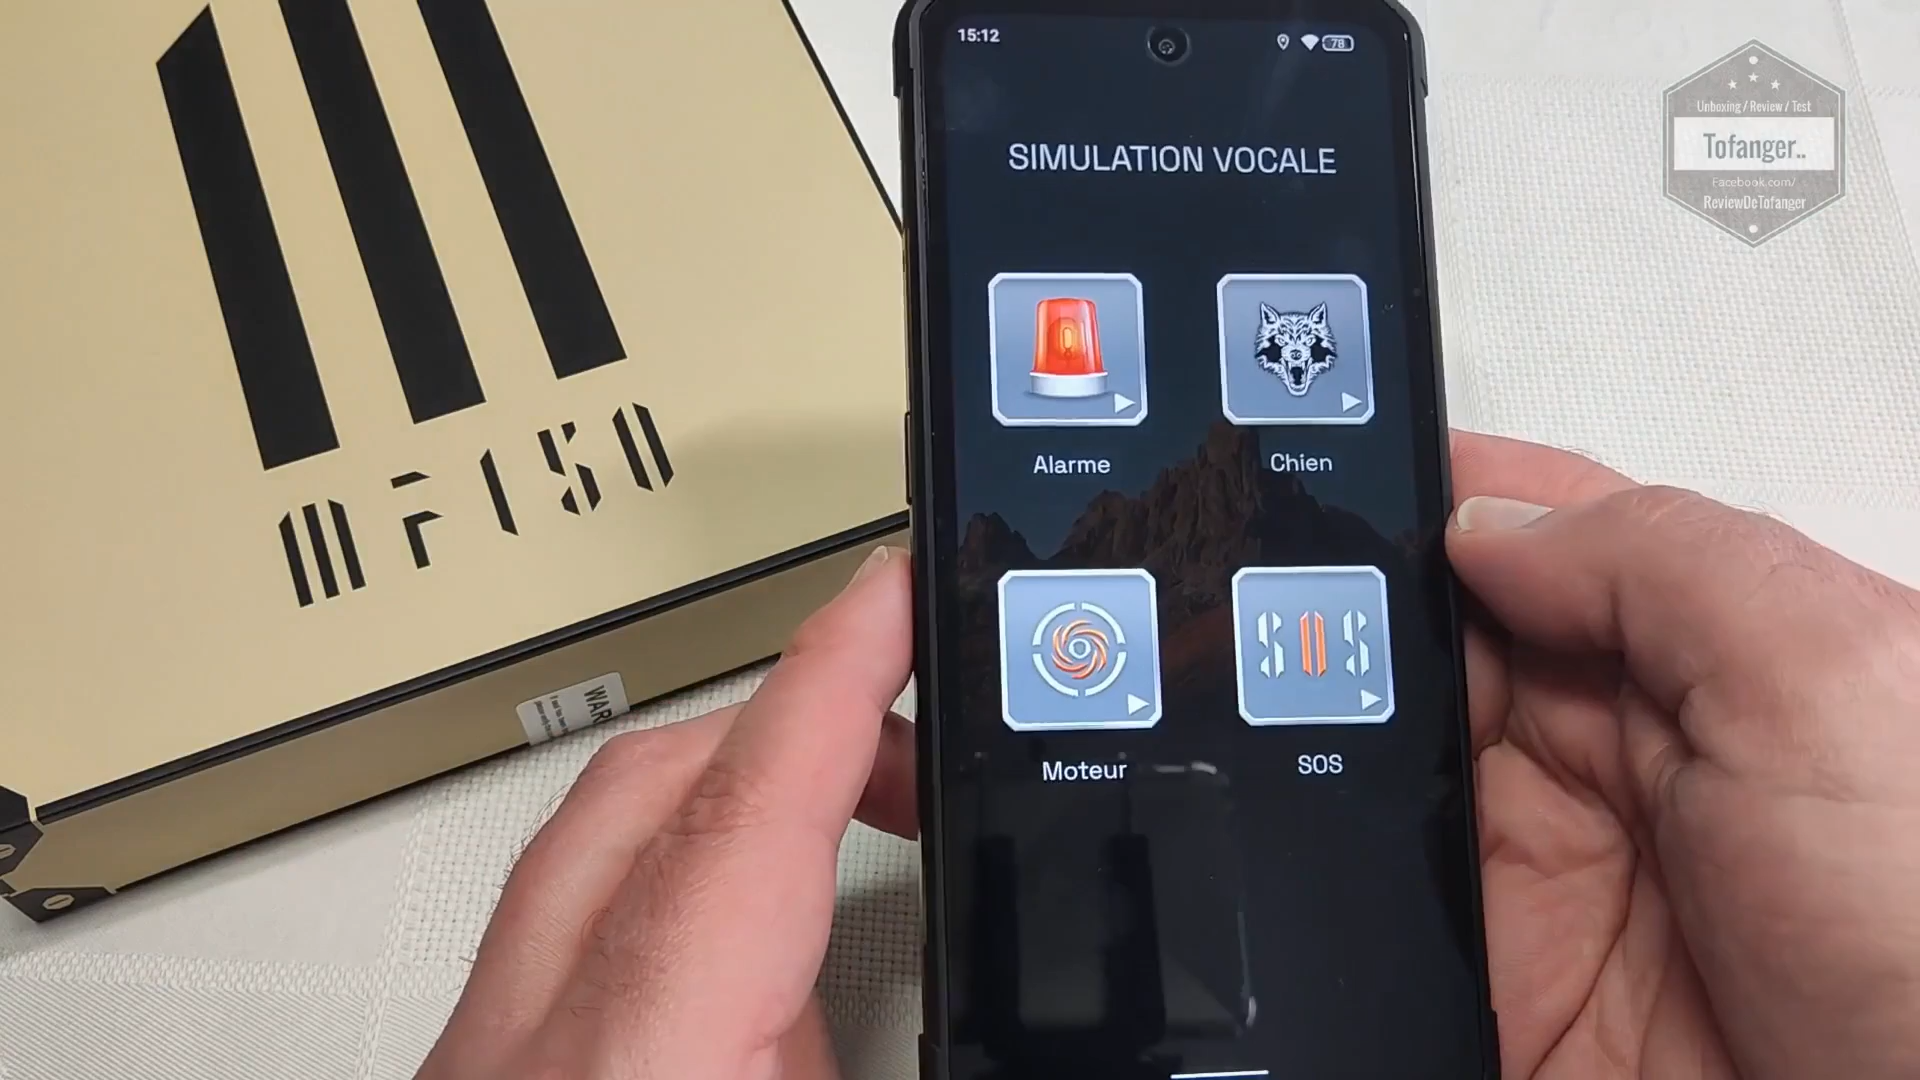 15:12
78
SIMULATION VOCALE
Alarme
Chien
SOS
Moteur
SOS
WAR
Unboxing / Review / Test
Tofanger..
Facebook.com/
ReviewDeTofanger